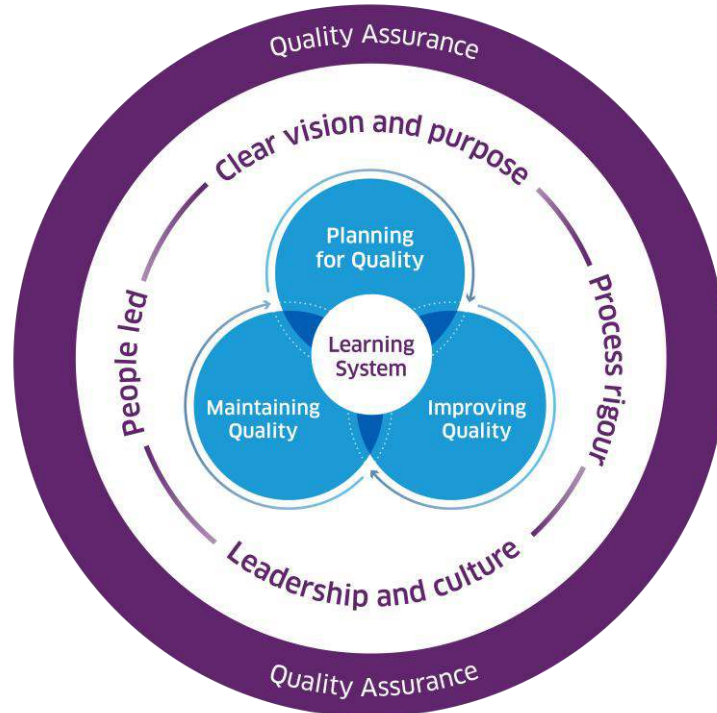 Quality Assurance
Clear vision and purpose
Planning
for Quality
People led
Process rigour
Learning
System
Maintaining
Quality
Improving
Quality
Leadership and culture
Quality Assurance